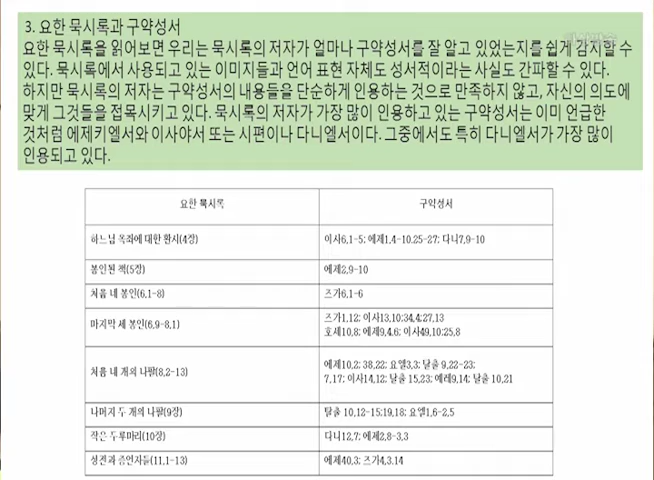 3. 요한 묵시록과 구약성서
요한 묵시록을 읽어보면 우리는 묵시록의 저자가 얼마나 구약성서를 잘 알고 있었는지를 쉽게 감지할 수
있다. 묵시록에서 사용되고 있는 이미지들과 언어 표현 자체도 성서적이라는 사실도 간파할 수 있다.
하지만 묵시록의 저자는 구약성서의 내용들을 단순하게 인용하는 것으로 만족하지 않고, 자신의 의도에
맞게 그것들을 접목시키고 있다. 묵시록의 저자가 가장 많이 인용하고 있는 구약성서는 이미 언급한
것처럼 에제키엘서와 이사야서 또는 시편이나 다니엘서이다. 그중에서도 특히 다니엘서가 가장 많이
인용되고 있다.
요한 묵시록 구약성서
하느님 옥좌에 대한 환시(4장) 이사6,1-5; 에제1,4-10.25-27; 다니7,9-10
봉인된 책(5장) 에제2,9-10
처음 네 봉인(6,1-8) 즈가6,1-6
마지막 세 봉인(6,9-8,1) 즈가1,12; 이사13,10;34,4;27,13
호세10,8; 에제9,4.6; 이사49,10;25,8
처음 네 개의 나팔(8,2-13) 에제10,2; 38,22; 요엘3,3; 탈출 9,22-23;
7,17; 이사14,12; 탈출 15,23; 예레9,14; 탈출 10,21
나머지 두 개의 나팔(9장) 탈출 10,12-15;19,18; 요엘1,6-2,5
작은 두루마리(10장) 다니12,7; 에제2,8-3,3
성전과 증언자들(11,1-13) 에제40,3; 즈가4,3.14